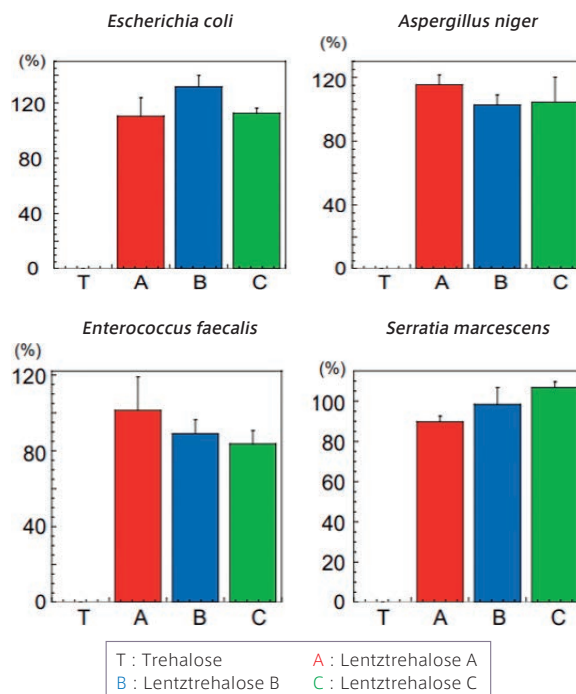 Escherichia coli
(%)
120
80
40
0
T A B C
Aspergillus niger
(%)
120
80
40
0
T A B C
Enterococcus faecalis
(%)
120
80
40
0
T A B C
Serratia marcescens
(%)
100
80
60
40
20
0
T A B C
T : Trehalose A : Lentztrehalose A
B : Lentztrehalose B C : Lentztrehalose C